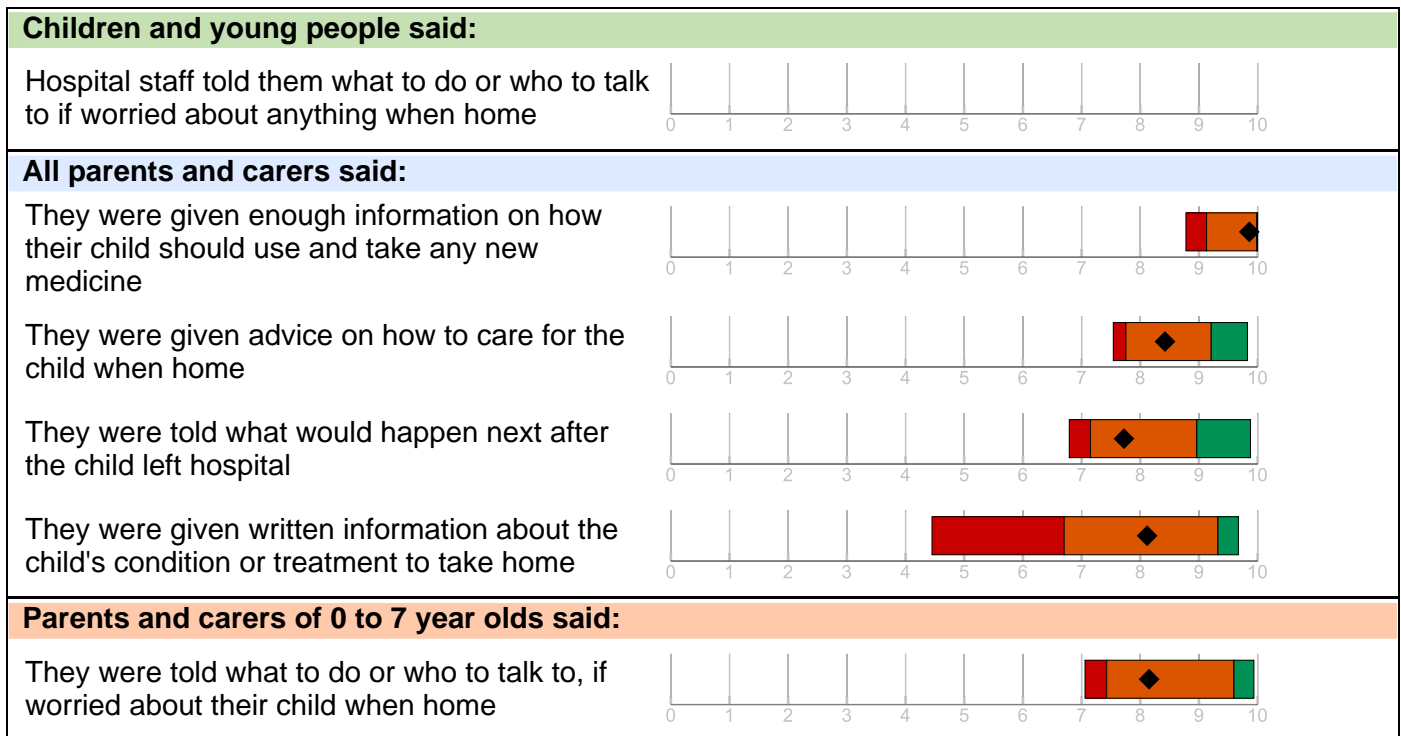 Children and young people said:
Hospital staff told them what to do or who to talk
to if worried about anything when home
0 1 2 3 4 5 6 7 8 9 10
All parents and carers said:
They were given enough information on how
their child should use and take any new
medicine
0 1 2 3 4 5 6 7 8 9 10
They were given advice on how to care for the
child when home
0 1 2 3 4 5 6 7 8 9 10
They were told what would happen next after
the child left hospital
0 1 2 3 4 5 6 7 8 9 10
They were given written information about the
child's condition or treatment to take home
0 1 2 3 4 5 6 7 8 9 10
Parents and carers of 0 to 7 year olds said:
They were told what to do or who to talk to, if
worried about their child when home
0 1 2 3 4 5 6 7 8 9 10